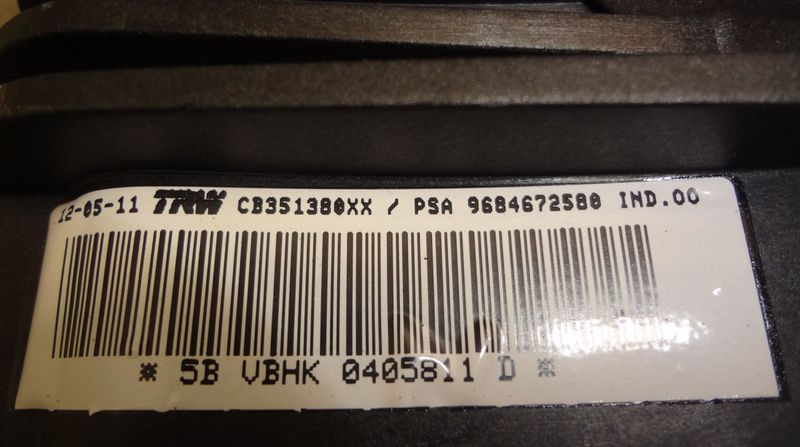 12-05-11 TRW CB351380XX / PSA 9684672580 IND.00
* 5B VBHK 0405811 D *